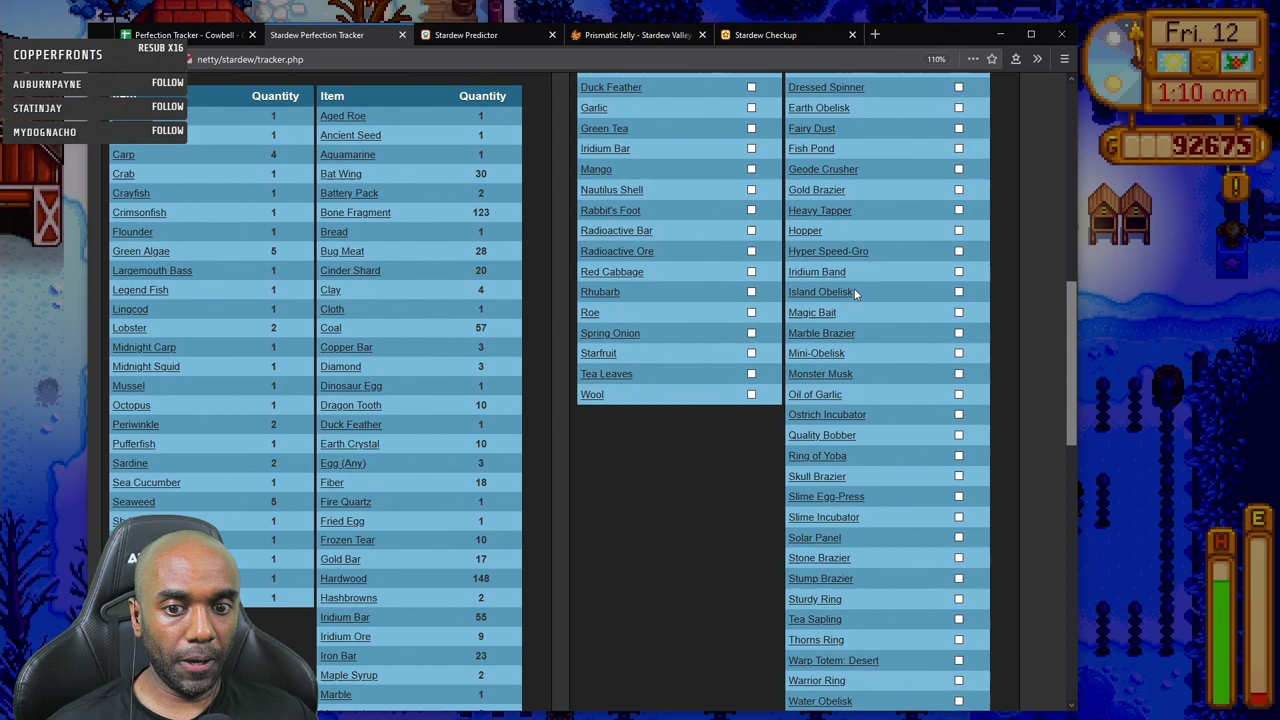 Perfection Tracker - Cowbell -
Stardew Perfection Tracker
Stardew Predictor
Prismatic Jelly - Stardew Valley
Stardew Checkup
netty/stardew/tracker.php
110%
COPPERFRONTS RESUB X16
AUBURNPAYNE FOLLOW
STATINJAY FOLLOW
MYDOGNACHO FOLLOW
Fri. 12
1:10 am
92675
Quantity
1
1
Carp 4
Crab 1
Crayfish 1
Crimsonfish 1
Flounder 1
Green Algae 5
Largemouth Bass 1
Legend Fish 1
Lingcod 1
Lobster 2
Midnight Carp 1
Midnight Squid 1
Mussel 1
Octopus 1
Periwinkle 2
Pufferfish 1
Sardine 2
Sea Cucumber 1
Seaweed 5
1
1
1
1
1
Item Quantity
Aged Roe 1
Ancient Seed 1
Aquamarine 1
Bat Wing 30
Battery Pack 2
Bone Fragment 123
Bread 1
Bug Meat 28
Cinder Shard 20
Clay 4
Cloth 1
Coal 57
Copper Bar 3
Diamond 3
Dinosaur Egg 1
Dragon Tooth 10
Duck Feather 1
Earth Crystal 10
Egg (Any) 3
Fiber 18
Fire Quartz 1
Fried Egg 1
Frozen Tear 10
Gold Bar 17
Hardwood 148
Hashbrowns 2
Iridium Bar 55
Iridium Ore 9
Iron Bar 23
Maple Syrup 2
Marble 1
Duck Feather
Garlic
Green Tea
Iridium Bar
Mango
Nautilus Shell
Rabbit's Foot
Radioactive Bar
Radioactive Ore
Red Cabbage
Rhubarb
Roe
Spring Onion
Starfruit
Tea Leaves
Wool
Dressed Spinner
Earth Obelisk
Fairy Dust
Fish Pond
Geode Crusher
Gold Brazier
Heavy Tapper
Hopper
Hyper Speed-Gro
Iridium Band
Island Obelisk
Magic Bait
Marble Brazier
Mini-Obelisk
Monster Musk
Oil of Garlic
Ostrich Incubator
Quality Bobber
Ring of Yoba
Skull Brazier
Slime Egg-Press
Slime Incubator
Solar Panel
Stone Brazier
Stump Brazier
Sturdy Ring
Tea Sapling
Thorns Ring
Warp Totem: Desert
Warrior Ring
Water Obelisk
H
E